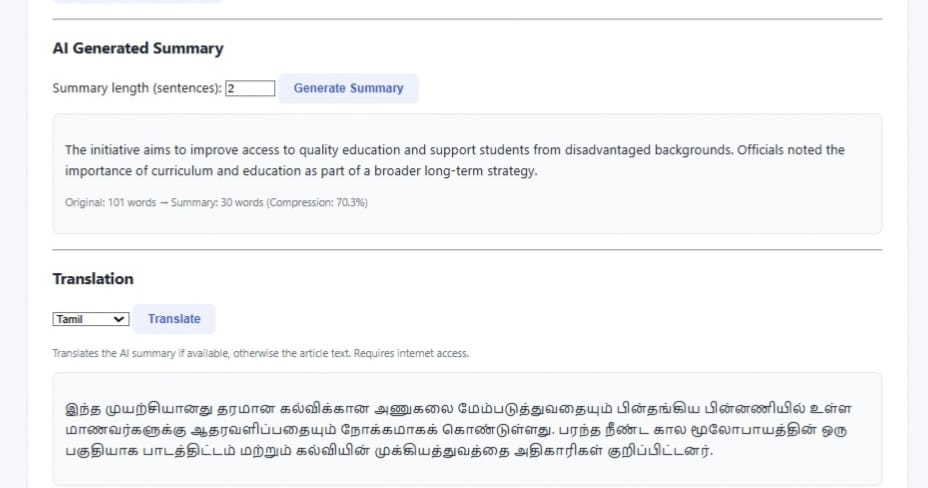 AI Generated Summary
Summary length (sentences): 2 Generate Summary
The initiative aims to improve access to quality education and support students from disadvantaged backgrounds. Officials noted the
importance of curriculum and education as part of a broader long-term strategy.
Original: 101 words → Summary: 30 words (Compression: 70.3%)
Translation
Tamil Translate
Translates the AI summary if available, otherwise the article text. Requires internet access.
இந்த முயற்சியானது தரமான கல்விக்கான அணுகலை மேம்படுத்துவதையும் பின்தங்கிய பின்னணியில் உள்ள
மாணவர்களுக்கு ஆதரவளிப்பதையும் நோக்கமாகக் கொண்டுள்ளது. பரந்த நீண்ட கால மூலோபாயத்தின் ஒரு
பகுதியாக பாடத்திட்டம் மற்றும் கல்வியின் முக்கியத்துவத்தை அதிகாரிகள் குறிப்பிட்டனர்.